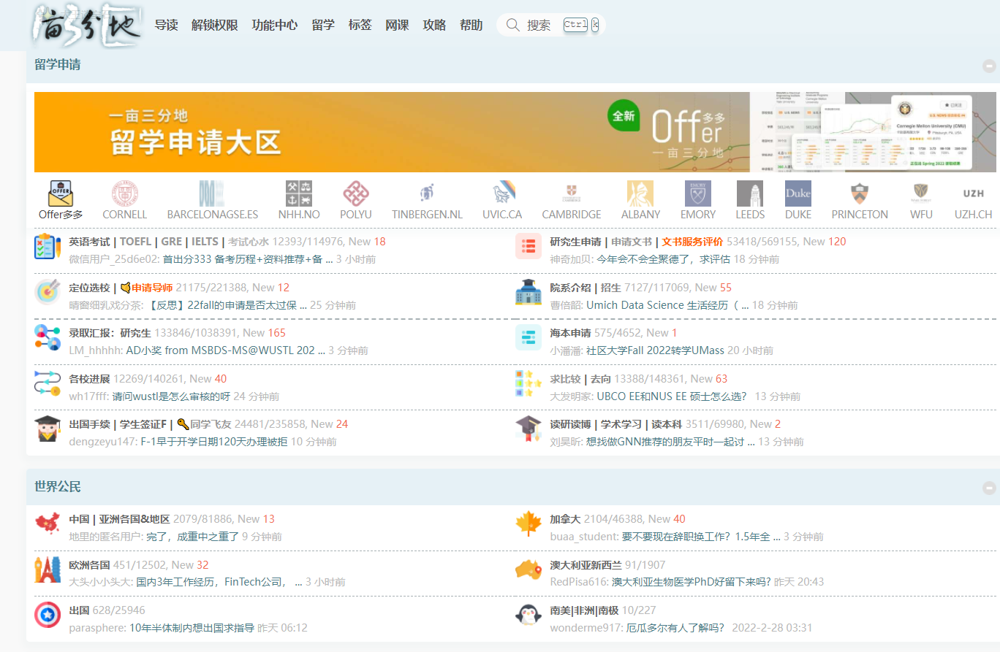 亩分地 导读 解锁权限 功能中心 留学 标签 网课 攻略 帮助 搜索 Ctrl k
留学申请
一亩三分地
留学申请大区
全新 Offer多多
一亩三分地
Carnegie Mellon University (CMU)
Offer多多 CORNELL BARCELONAGSE.ES NHH.NO POLYU TINBERGEN.NL UVIC.CA CAMBRIDGE ALBANY EMORY LEEDS DUKE PRINCETON WFU UZH.CH
英语考试 | TOEFL | GRE | IELTS | 考试心水 12393/114976, New 18
微信用户_25d6e02: 首出分333 备考历程+资料推荐+备 ... 3 小时前
研究生申请 | 申请文书 | 文书服务评价 53418/569155, New 120
神奇加贝: 今年会不会全聚德了，求评估 18 分钟前
定位选校 | 申请导师 21175/221388, New 12
晴窗细乳戏分茶: 【反思】22fall的申请是否太过保 ... 25 分钟前
院系介绍 | 招生 7127/117069, New 55
曹倍韶: Umich Data Science 生活经历（ ... 18 分钟前
录取汇报：研究生 133846/1038391, New 165
LM_hhhhh: AD小奖 from MSBDS-MS@WUSTL 202 ... 3 分钟前
海本申请 575/4652, New 1
小潘潘: 社区大学Fall 2022转学UMass 20 小时前
各校进展 12269/140261, New 40
wh17fff: 请问wustl是怎么审核的呀 24 分钟前
求比较 | 去向 13388/148361, New 63
大发明家: UBCO EE和NUS EE 硕士怎么选？ 13 分钟前
出国手续 | 学生签证F | 同学飞友 24481/235858, New 24
dengzeyu147: F-1早于开学日期120天办理被拒 10 分钟前
读研读博 | 学术学习 | 读本科 3511/69980, New 2
刘昊昕: 想找做GNN推荐的朋友平时一起讨 ... 13 分钟前
世界公民
中国 | 亚洲各国&地区 2079/81886, New 13
地里的匿名用户: 完了，成重中之重了 9 分钟前
加拿大 2104/46388, New 40
buaa_student: 要不要现在辞职换工作？1.5年全 ... 3 分钟前
欧洲各国 451/12502, New 32
大头小小头大: 国内3年工作经历，FinTech公司， ... 3 小时前
澳大利亚新西兰 91/1907
RedPisa616: 澳大利亚生物医学PhD好留下来吗? 昨天 20:43
出国 628/25946
parasphere: 10年半体制内想出国求指导 昨天 06:12
南美|非洲|南极 10/227
wonderme917: 厄瓜多尔有人了解吗？ 2022-2-28 03:31